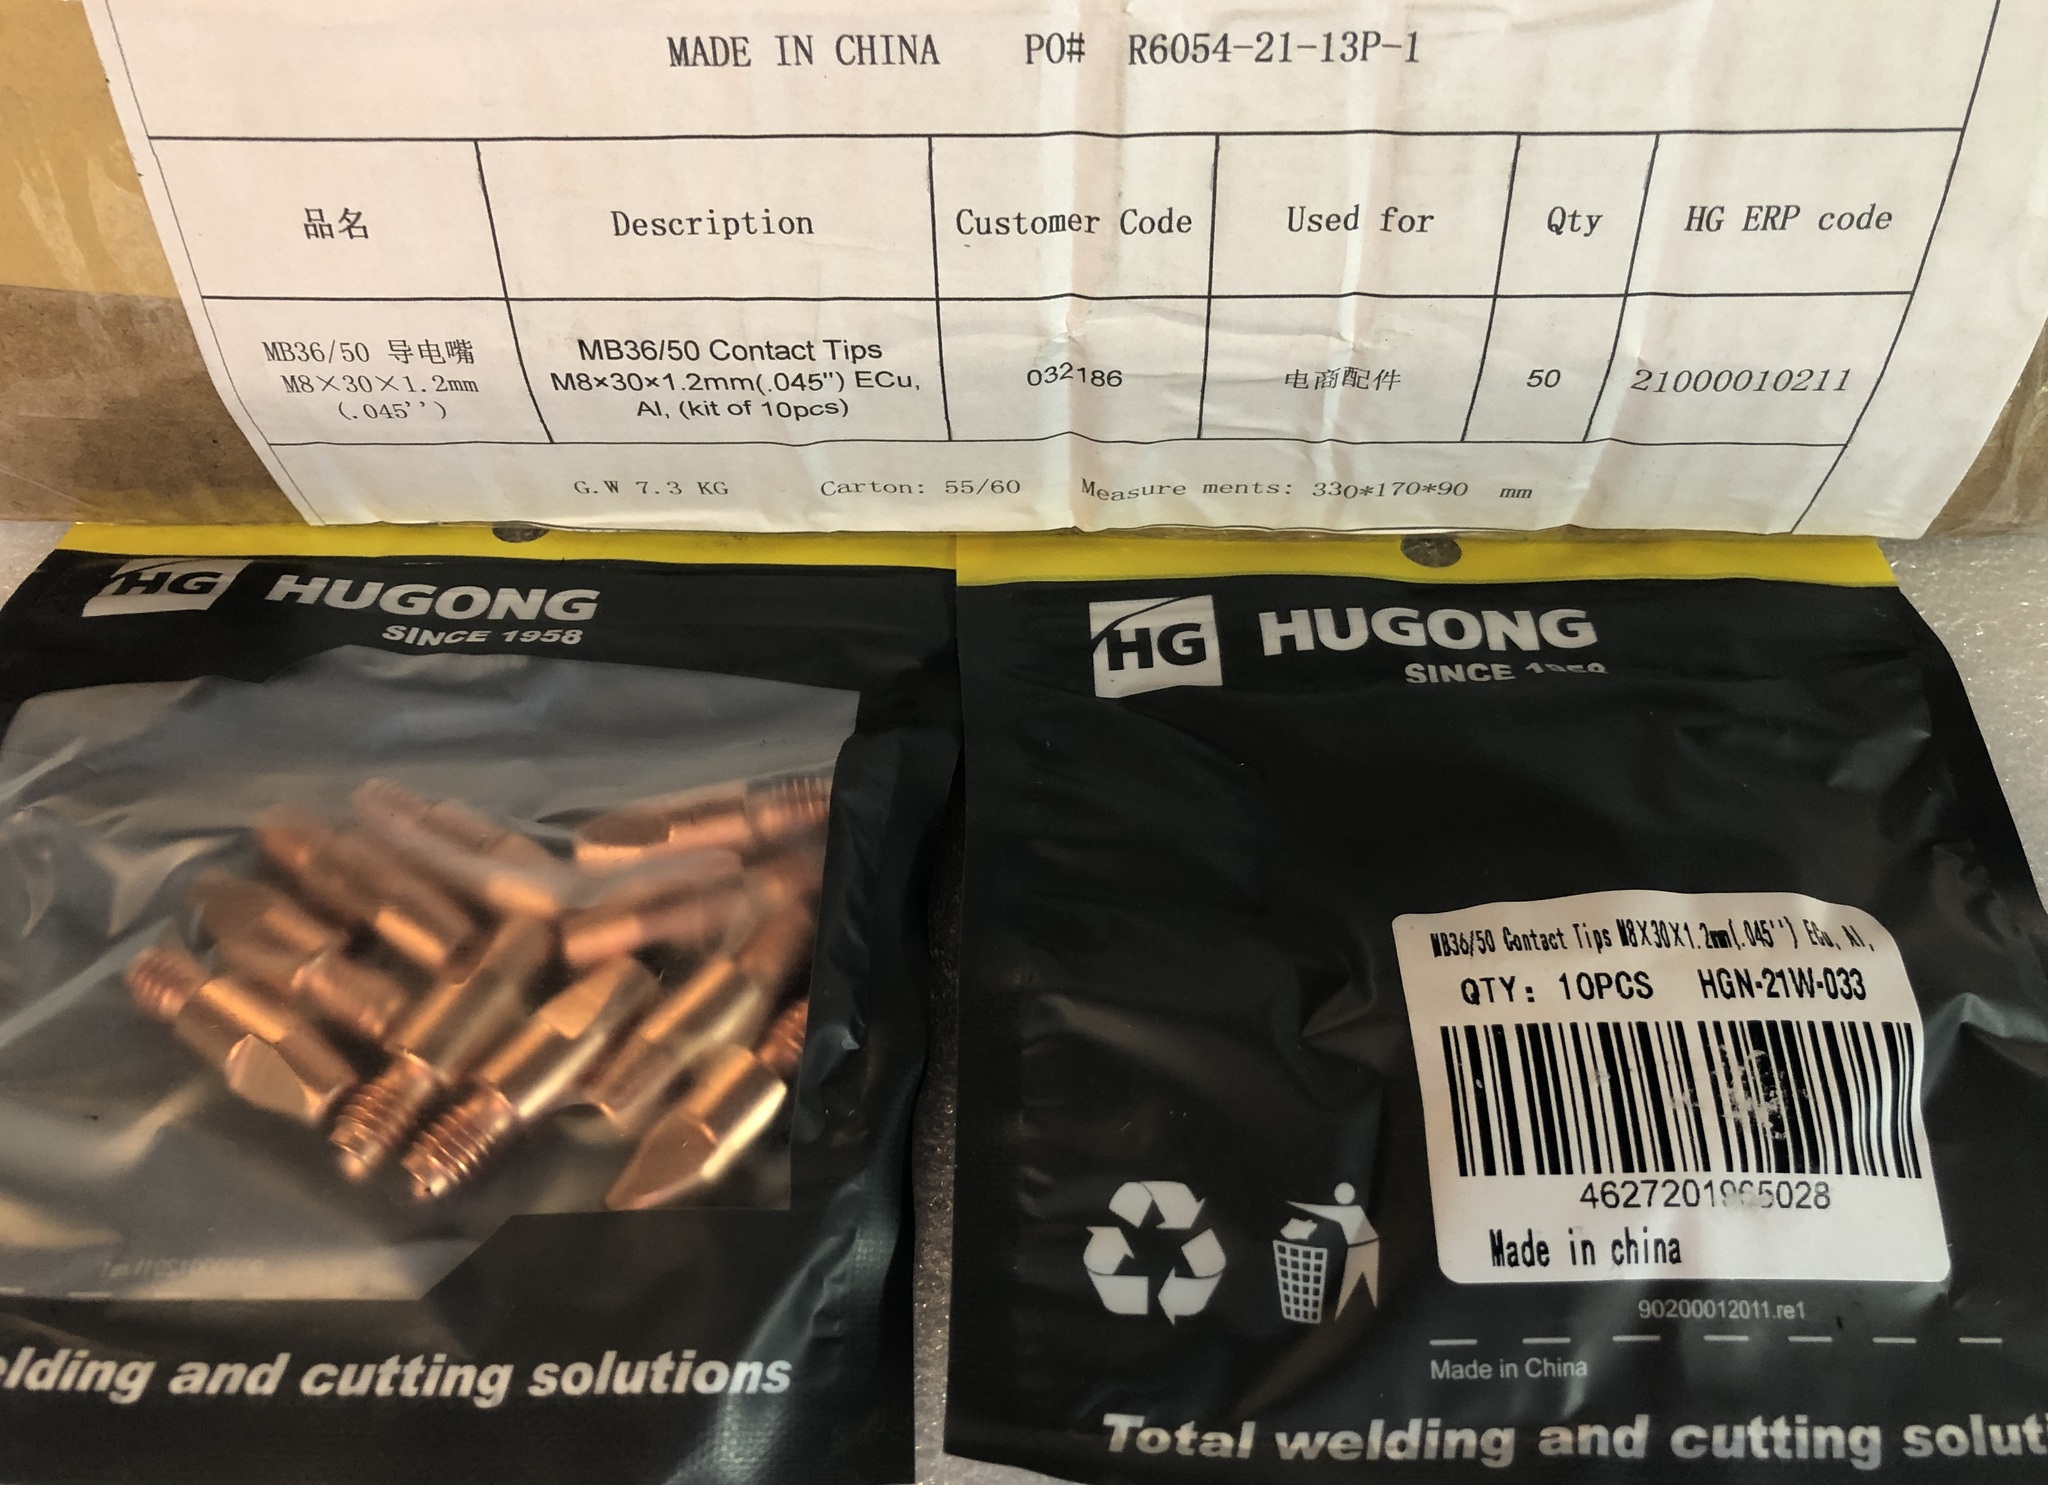 MADE IN CHINA PO# R6054-21-13P-1
品名 Description Customer Code Used for Qty HG ERP code
MB36/50 导电嘴
M8×30×1.2mm
(.045'')
MB36/50 Contact Tips
M8×30×1.2mm(.045") ECu,
Al, (kit of 10pcs)
032186
电商配件
50
21000010211
G.W 7.3 KG Carton: 55/60 Measure ments: 330*170*90 mm
HG HUGONG
SINCE 1958
elding and cutting solutions
HG HUGONG
SINCE 1958
MB36/50 Contact Tips M8X30X1.2mm(.045'') ECu, Al,
QTY: 10PCS HGN-21W-033
4627201965028
Made in china
90200012011.re1
Made in China
Total welding and cutting soluti